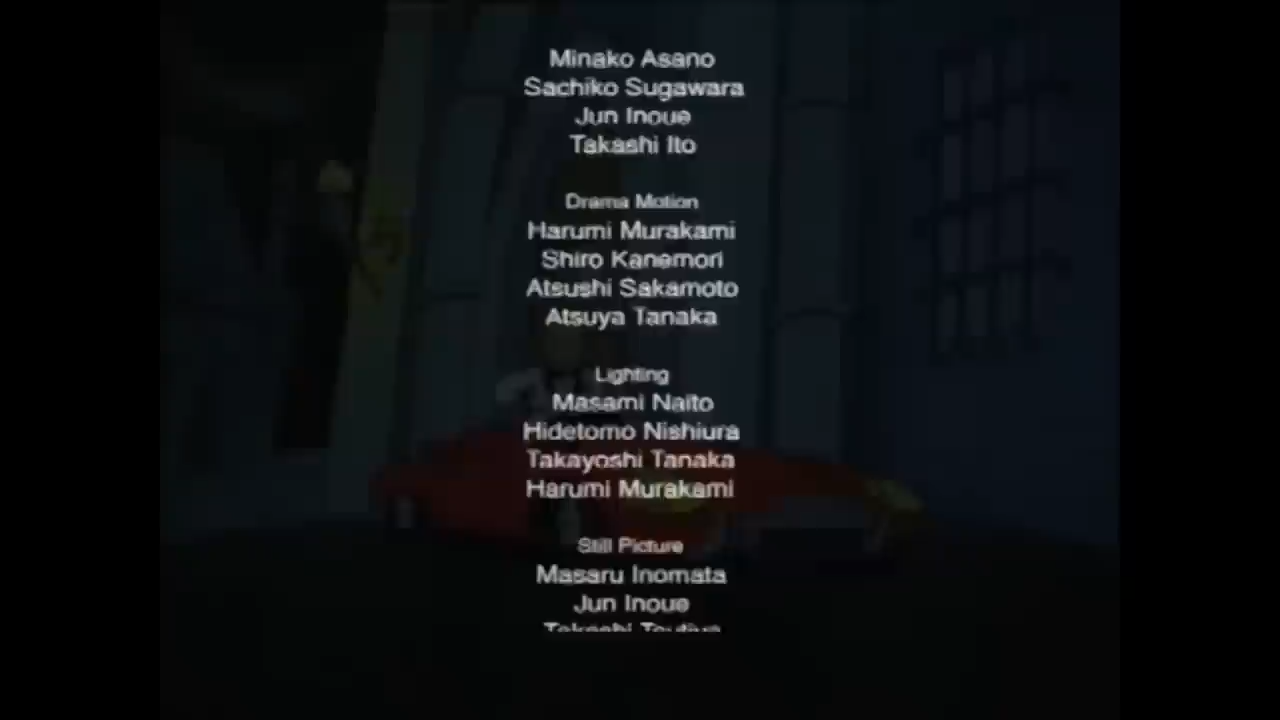 Minako Asano
Sachiko Sugawara
Jun Inoue
Takashi Ito
Drama Motion
Harumi Murakami
Shiro Kanemori
Atsushi Sakamoto
Atsuya Tanaka
Lighting
Masami Naito
Hidetomo Nishiura
Takayoshi Tanaka
Harumi Murakami
Still Picture
Masaru Inomata
Jun Inoue